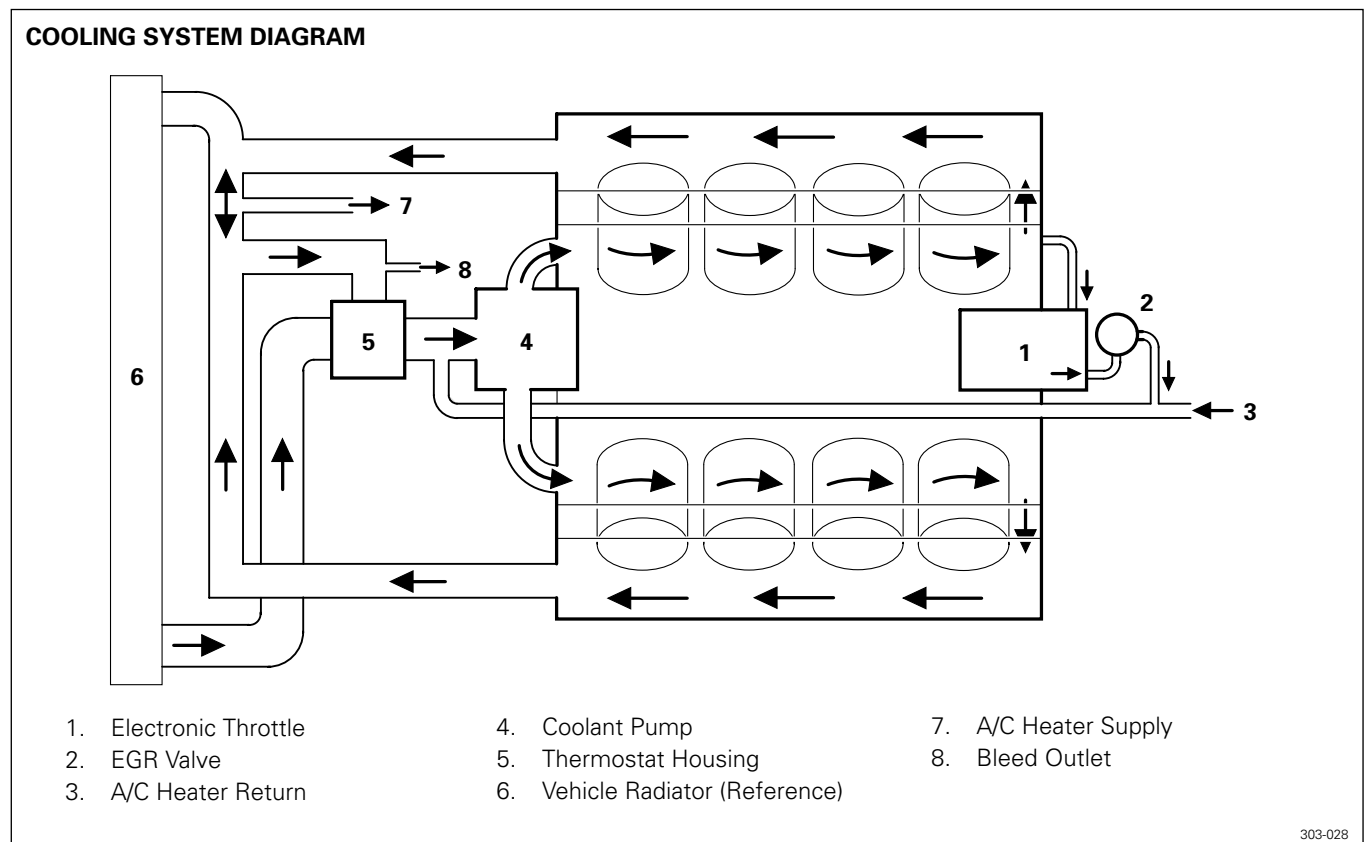 COOLING SYSTEM DIAGRAM
7
8
2
5
4
1
6
3
1. Electronic Throttle
2. EGR Valve
3. A/C Heater Return
4. Coolant Pump
5. Thermostat Housing
6. Vehicle Radiator (Reference)
7. A/C Heater Supply
8. Bleed Outlet
303-028